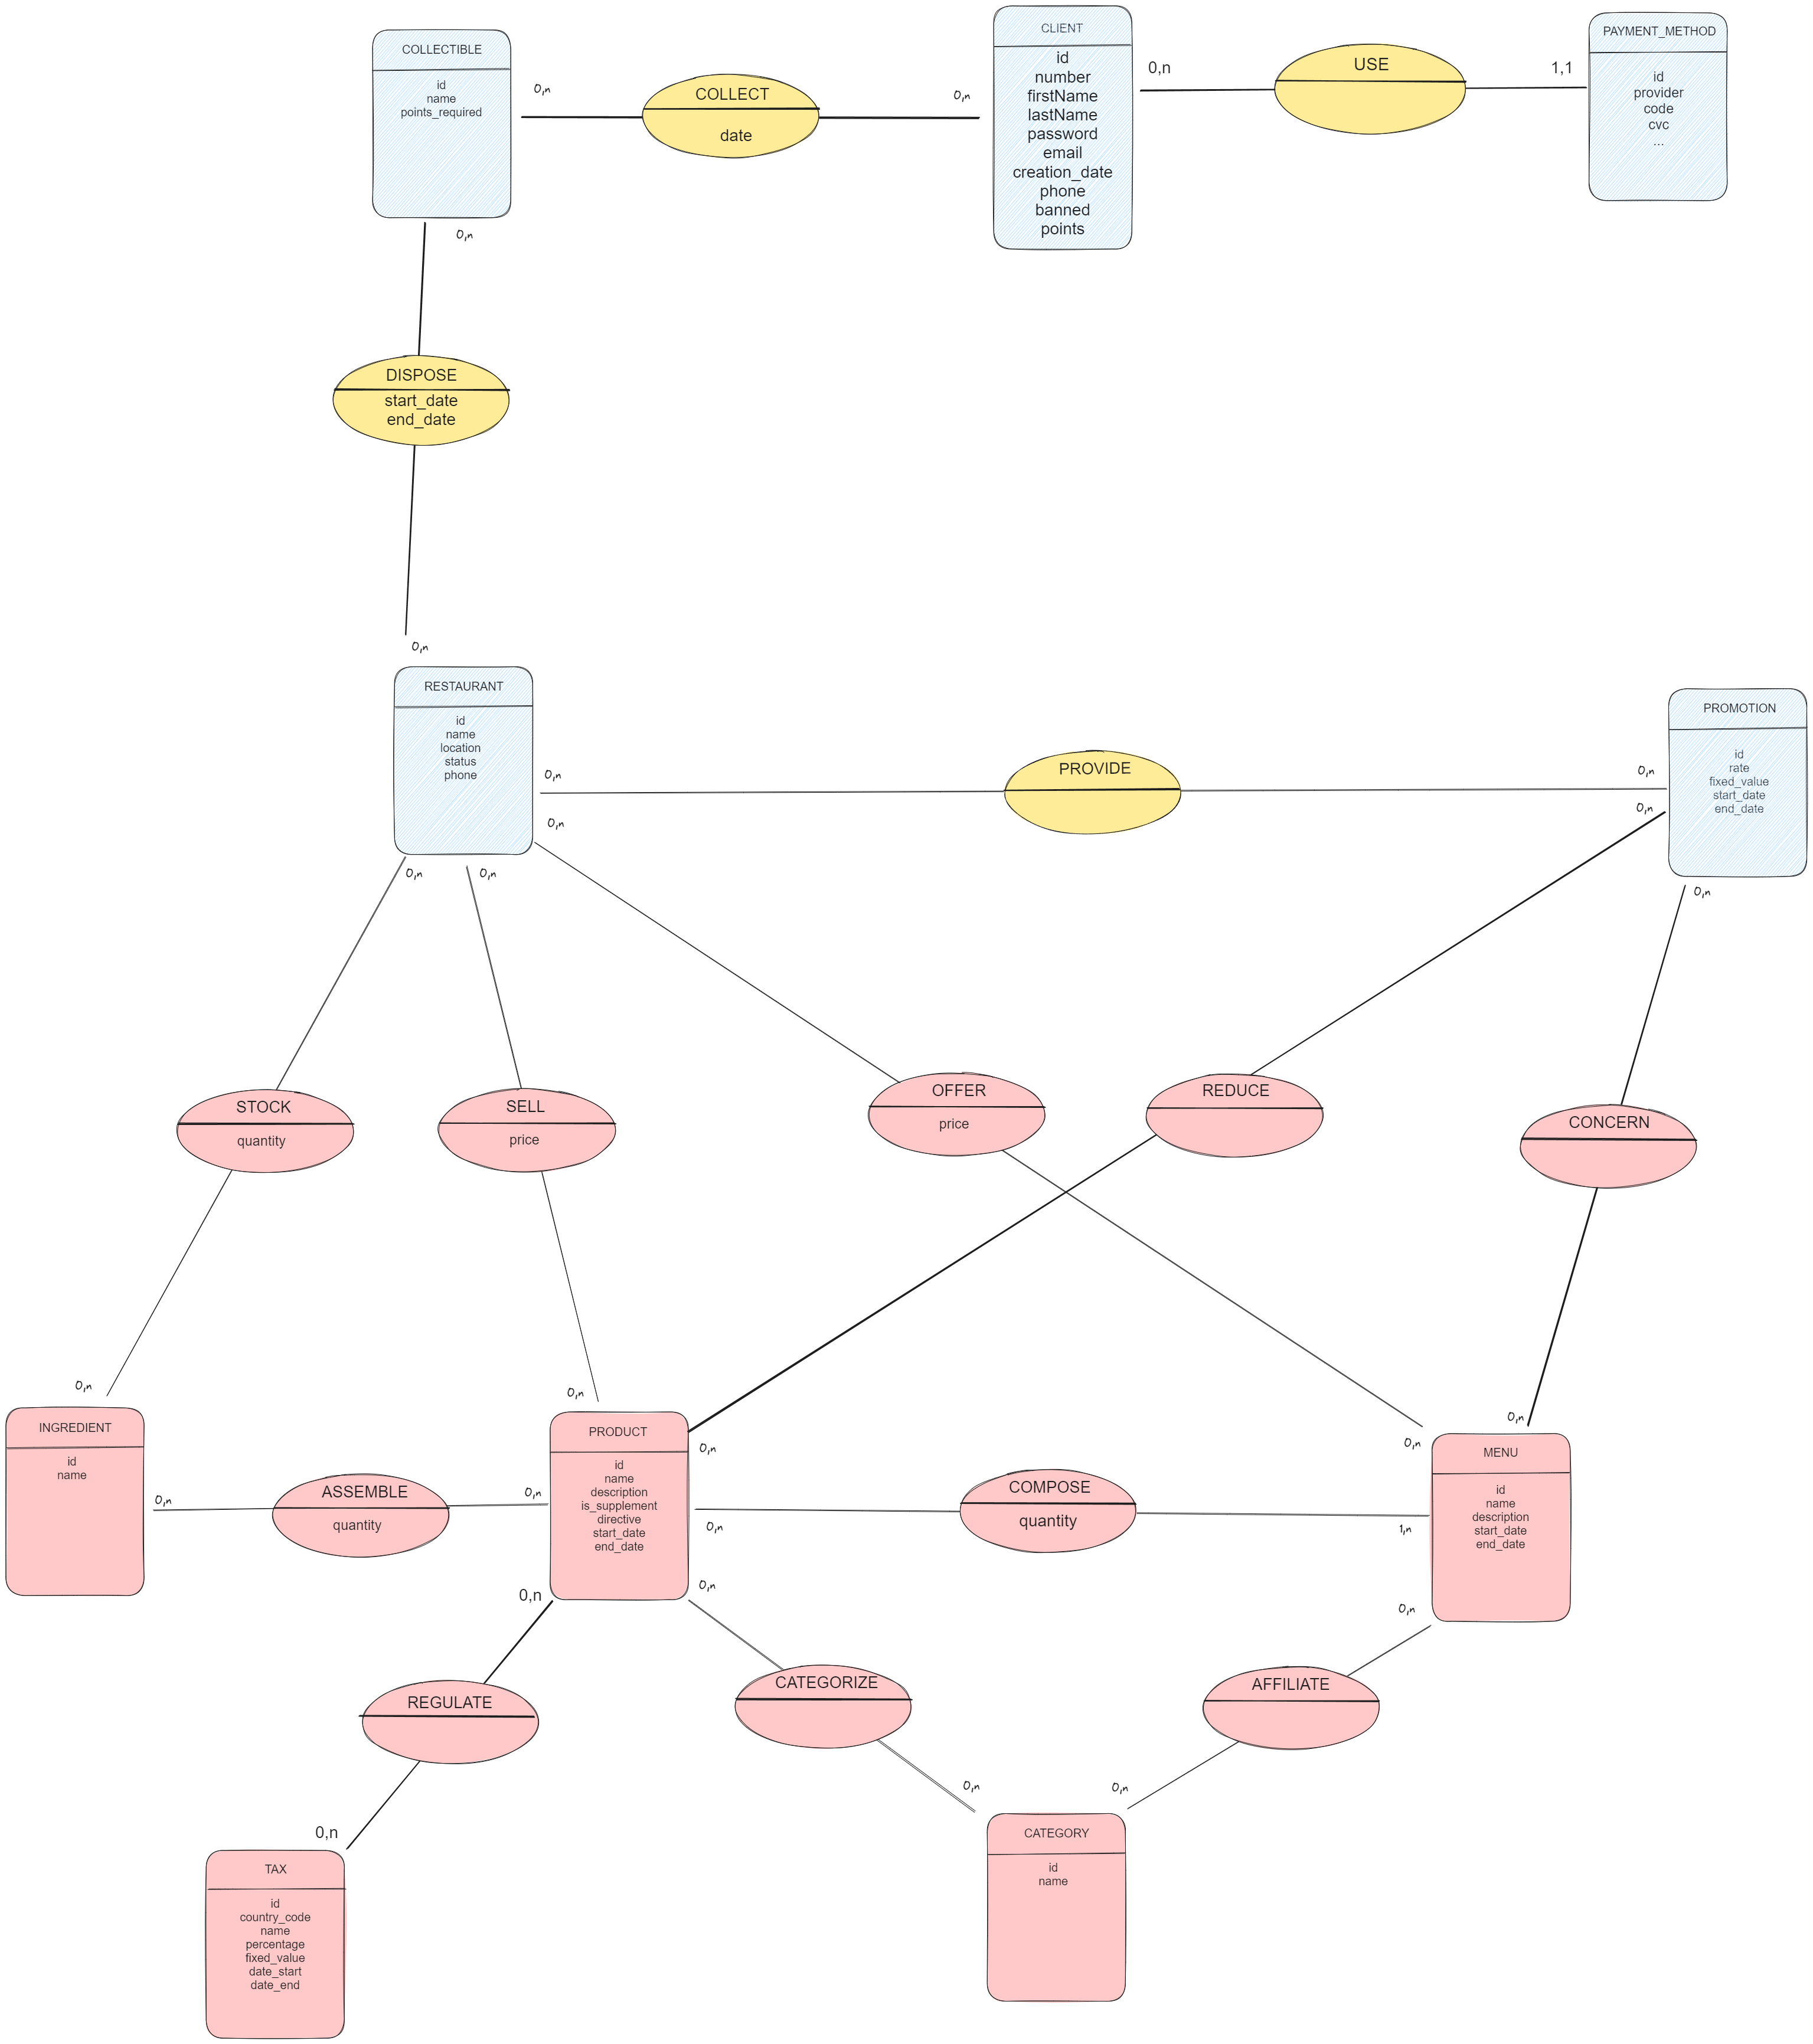 COLLECTIBLE
id
name
points_required
0,n
COLLECT
date
0,n
CLIENT
id
number
firstName
lastName
password
email
creation_date
phone
banned
points
0,n
USE
1,1
PAYMENT_METHOD
id
provider
code
cvc
...
0,n
DISPOSE
start_date
end_date
0,n
RESTAURANT
id
name
location
status
phone
0,n
PROVIDE
0,n
PROMOTION
id
rate
fixed_value
start_date
end_date
0,n
0,n
0,n
0,n
0,n
STOCK
quantity
SELL
price
OFFER
price
REDUCE
CONCERN
0,n
0,n
0,n
0,n
INGREDIENT
id
name
0,n
ASSEMBLE
quantity
0,n
PRODUCT
id
name
description
is_supplement
directive
start_date
end_date
0,n
0,n
COMPOSE
quantity
1,n
MENU
id
name
description
start_date
end_date
0,n
0,n
0,n
REGULATE
CATEGORIZE
AFFILIATE
0,n
0,n
0,n
TAX
id
country_code
name
percentage
fixed_value
date_start
date_end
CATEGORY
id
name